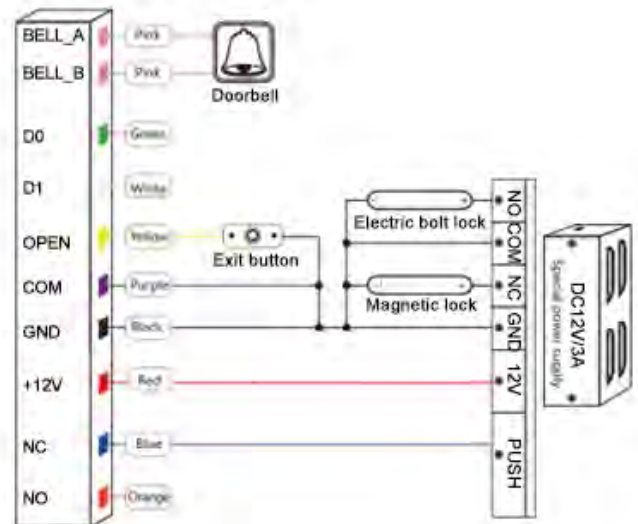 BELL_A Pink
BELL_B Pink
Doorbell
D0 Green
D1 White
OPEN Yellow
Exit button
COM Purple
GND Black
+12V Red
NC Blue
NO Orange
Electric bolt lock
Magnetic lock
NO
COM
NC
GND
12V
PUSH
DC12V/3A
Special power supply